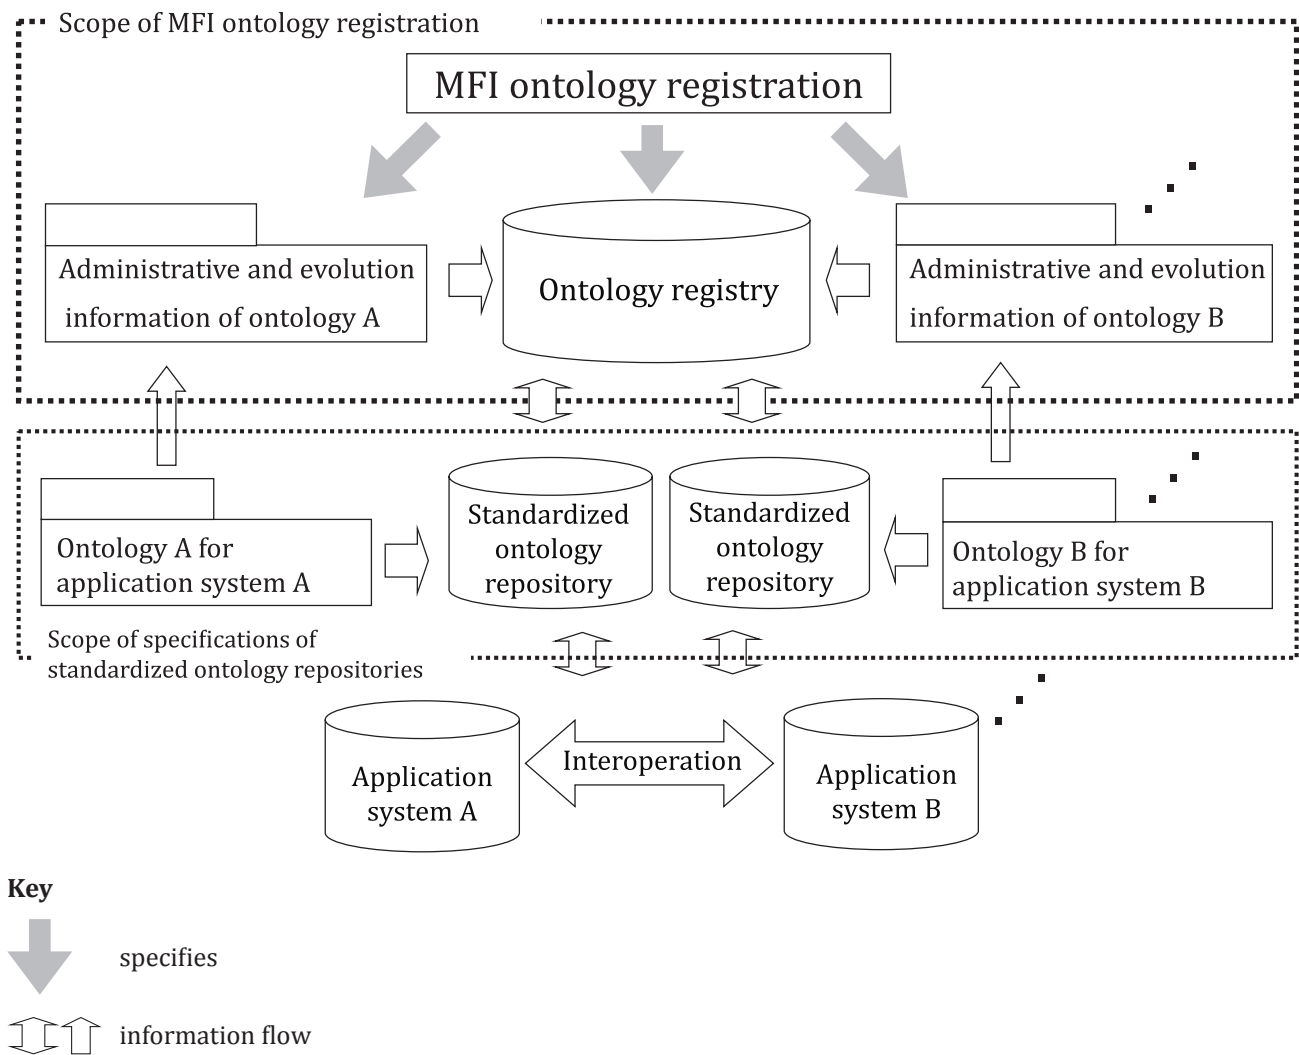 Scope of MFI ontology registration
MFI ontology registration
Administrative and evolution
information of ontology A
Ontology registry
Administrative and evolution
information of ontology B
Ontology A for
application system A
Standardized
ontology
repository
Standardized
ontology
repository
Ontology B for
application system B
Scope of specifications of
standardized ontology repositories
Application
system A
Interoperation
Application
system B
Key
specifies
information flow